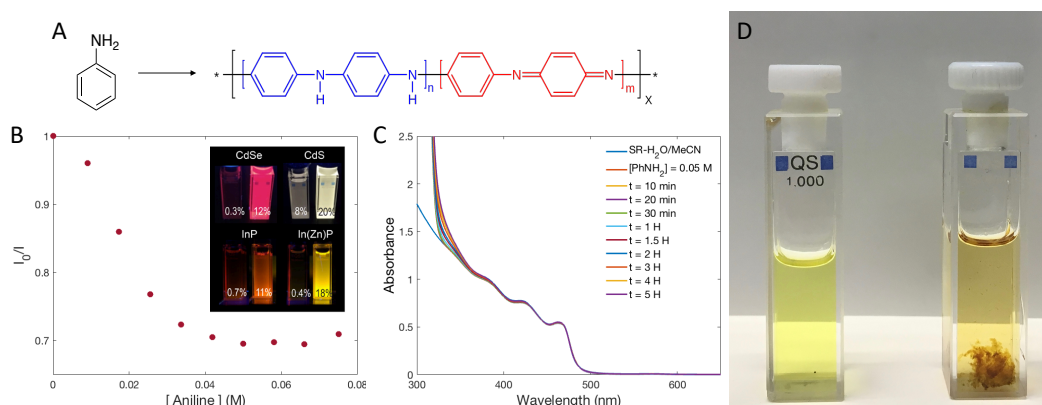 A
NH2
*
N
H
N
H
n
N
N
m
X
*
B
1
0.9
0.8
0.7
I0/I
0
0.02
0.04
0.06
0.08
[ Aniline ] (M)
CdSe
CdS
0.3%
12%
8%
20%
InP
In(Zn)P
0.7%
11%
0.4%
18%
C
2.5
2
1.5
1
0.5
0
Absorbance
300
400
500
600
Wavelength (nm)
SR-H2O/MeCN
[PhNH2] = 0.05 M
t = 10 min
t = 20 min
t = 30 min
t = 1 H
t = 1.5 H
t = 2 H
t = 3 H
t = 4 H
t = 5 H
D
QS
1.000